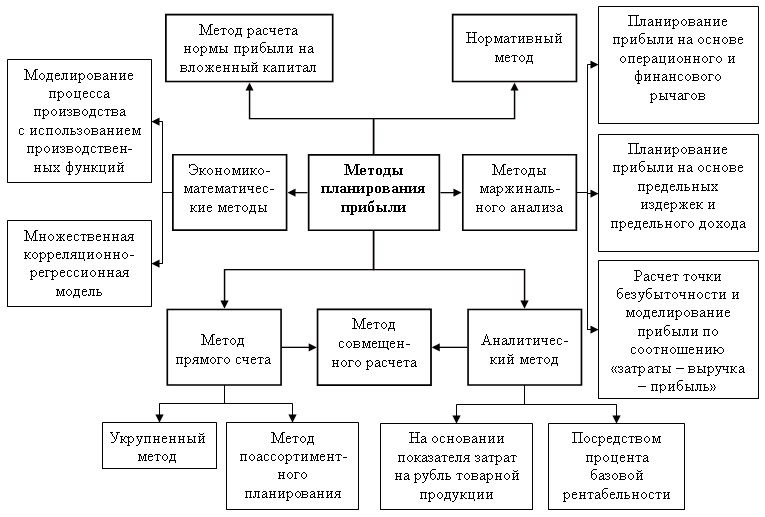 Метод расчета
нормы прибыли на
вложенный капитал
Нормативный
метод
Планирование
прибыли на основе
операционного и
финансового
рычагов
Моделирование
процесса
производства
с использованием
производствен-
ных функций
Экономико-
математичес-
ские методы
Методы
планирования
прибыли
Методы
маржиналь-
ного анализа
Планирование
прибыли на основе
предельных
издержек и
предельного дохода
Множественная
корреляционно-
регрессионная
модель
Расчет точки
безубыточности и
моделирование
прибыли по
соотношению
«затраты – выручка
– прибыль»
Метод
прямого счета
Метод
совмещен-
ного расчета
Аналитичес-
кий метод
Укрупненный
метод
Метод
поассортимент-
ного планирования
На основании
показателя затрат
на рубль товарной
продукции
Посредством
процента
базовой
рентабельности